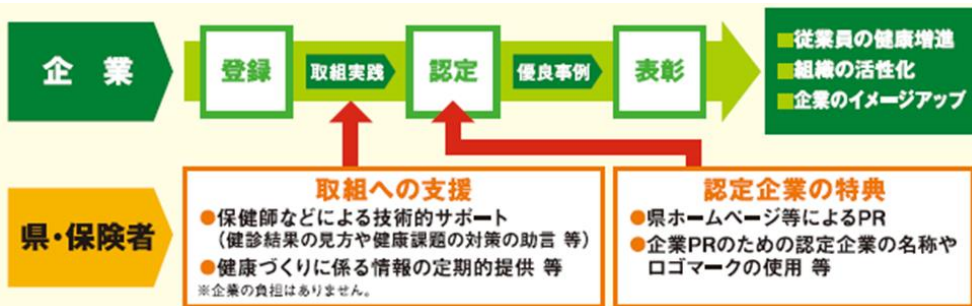 企業
登録
取組実践
認定
優良事例
表彰
■従業員の健康増進
■組織の活性化
■企業のイメージアップ
県・保険者
取組への支援
●保健師などによる技術的サポート
（健診結果の見方や健康課題の対策の助言 等）
●健康づくりに係る情報の定期的提供 等
※企業の負担はありません。
認定企業の特典
●県ホームページ等によるPR
●企業PRのための認定企業の名称や
ロゴマークの使用 等